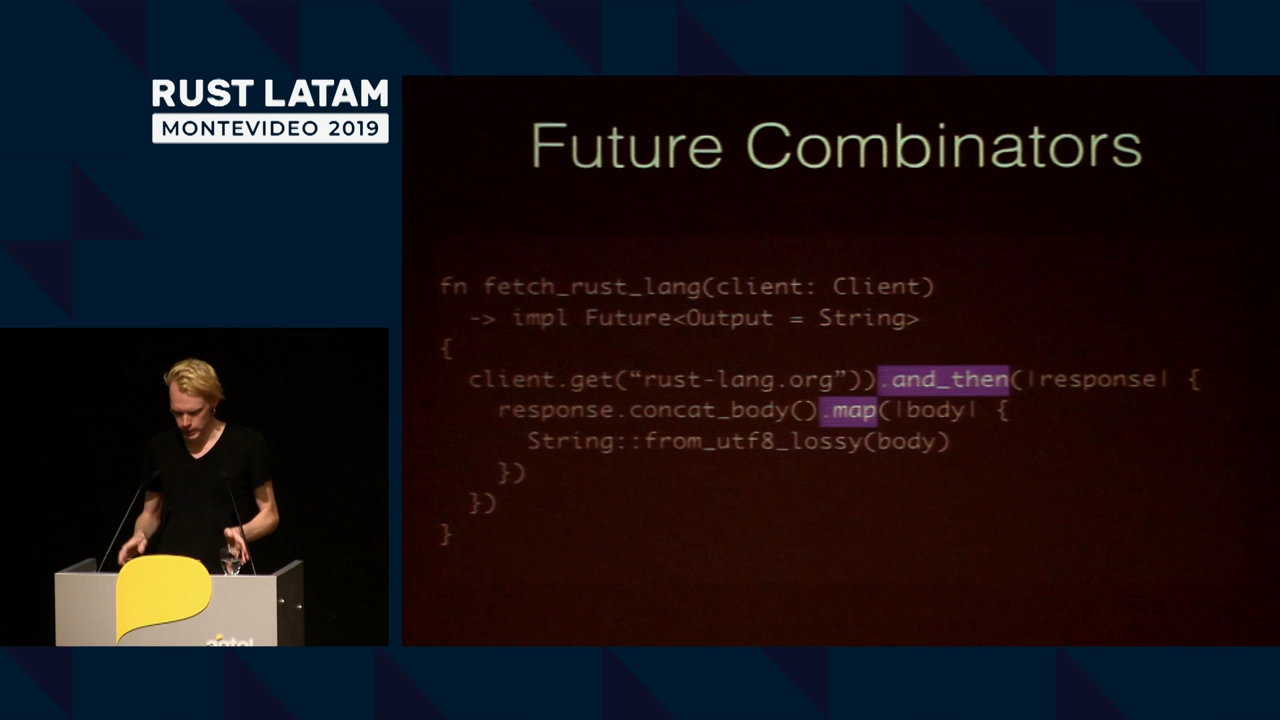 RUST LATAM
MONTEVIDEO 2019
Future Combinators
fn fetch_rust_lang(client: Client)
-> impl Future<Output = String>
{
client.get(“rust-lang.org”)).and_then(|response| {
response.concat_body().map(|body| {
String::from_utf8_lossy(body)
})
})
}